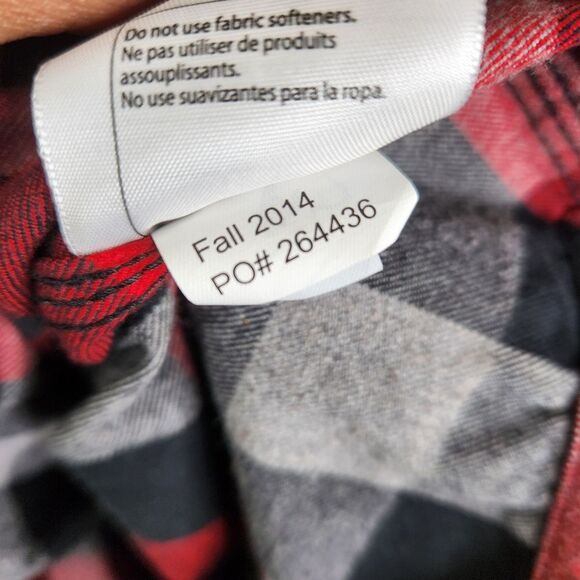 Do not use fabric softeners.
Ne pas utiliser de produits
assouplissants.
No use suavizantes para la ropa.
Fall 2014
PO# 264436